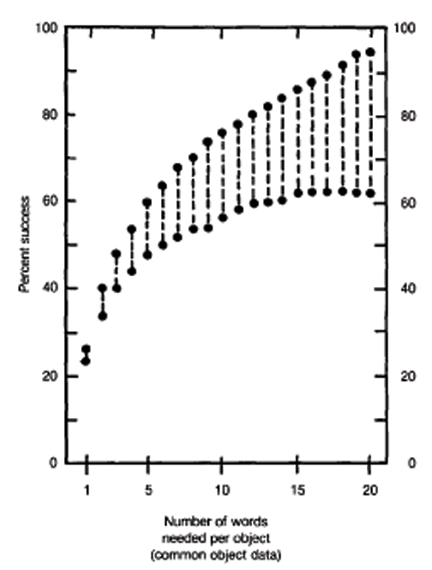 100
100
80
80
60
60
40
40
20
20
0
0
Percent success
1 5 10 15 20
Number of words
needed per object
(common object data)